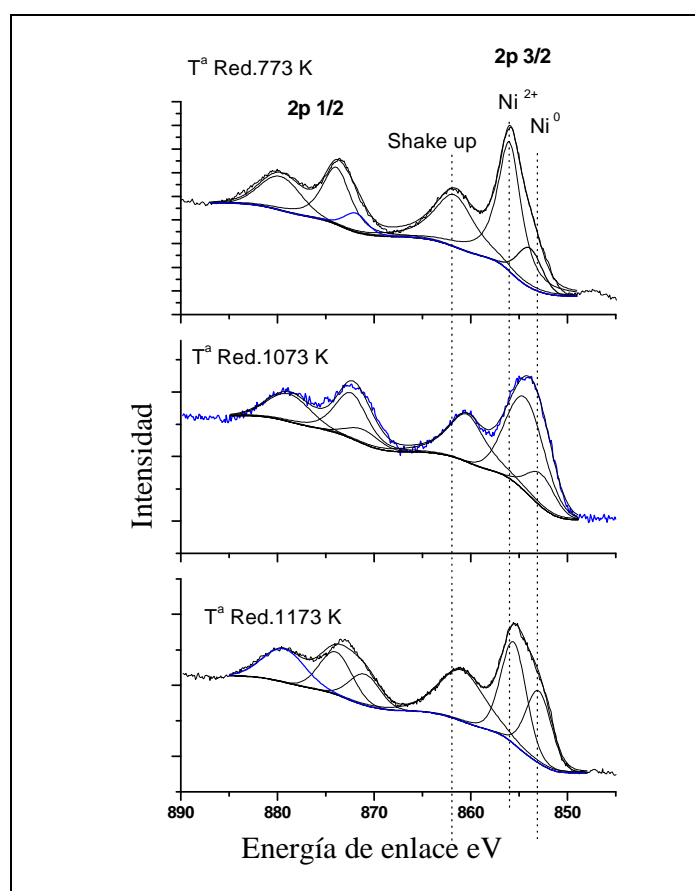 Tª Red.773 K
2p 1/2
2p 3/2
Shake up
Ni 2+
Ni 0
Tª Red.1073 K
Intensidad
Tª Red.1173 K
890 880 870 860 850
Energía de enlace eV